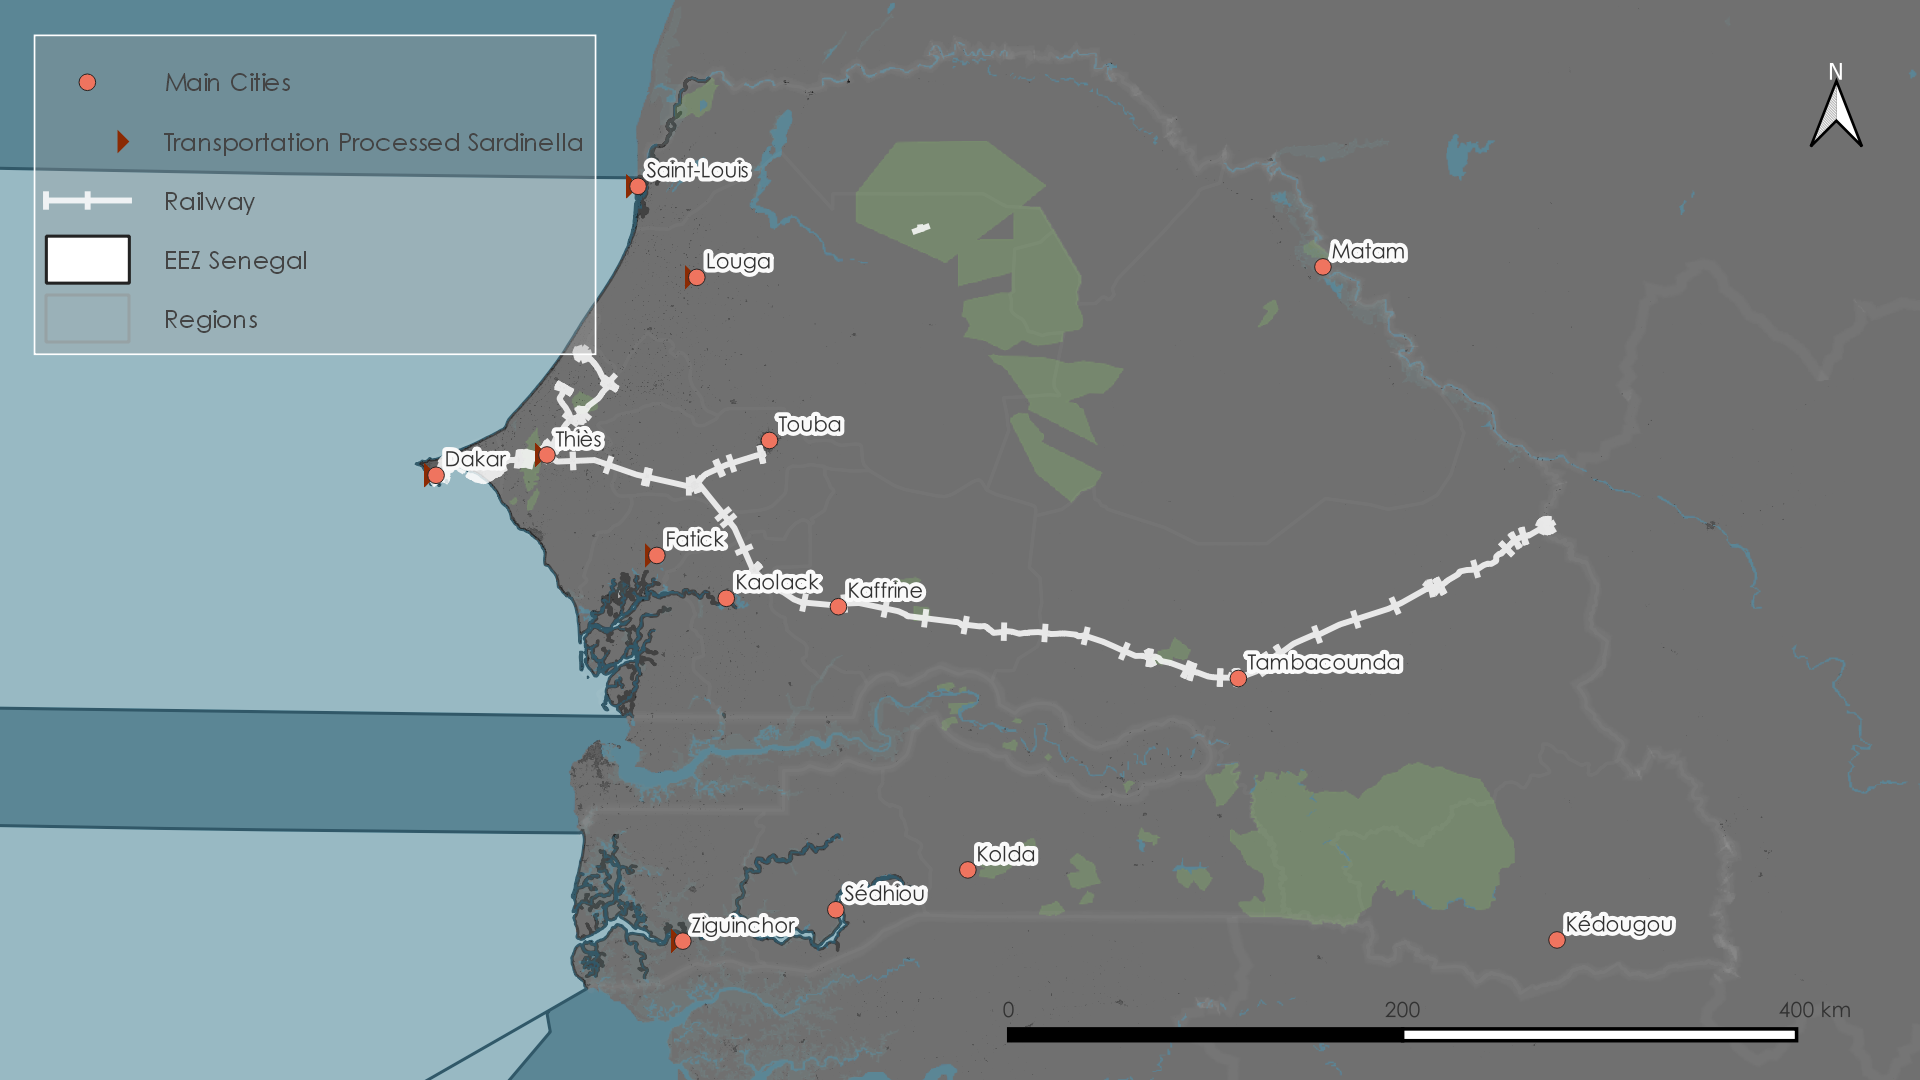 Main Cities
Transportation Processed Sardinella
Railway
EEZ Senegal
Regions
N
Saint-Louis
Louga
Matam
Touba
Thiès
Dakar
Fatick
Kaolack
Kaffrine
Tambacounda
Kolda
Sédhiou
Ziguinchor
Kédougou
0 200 400 km